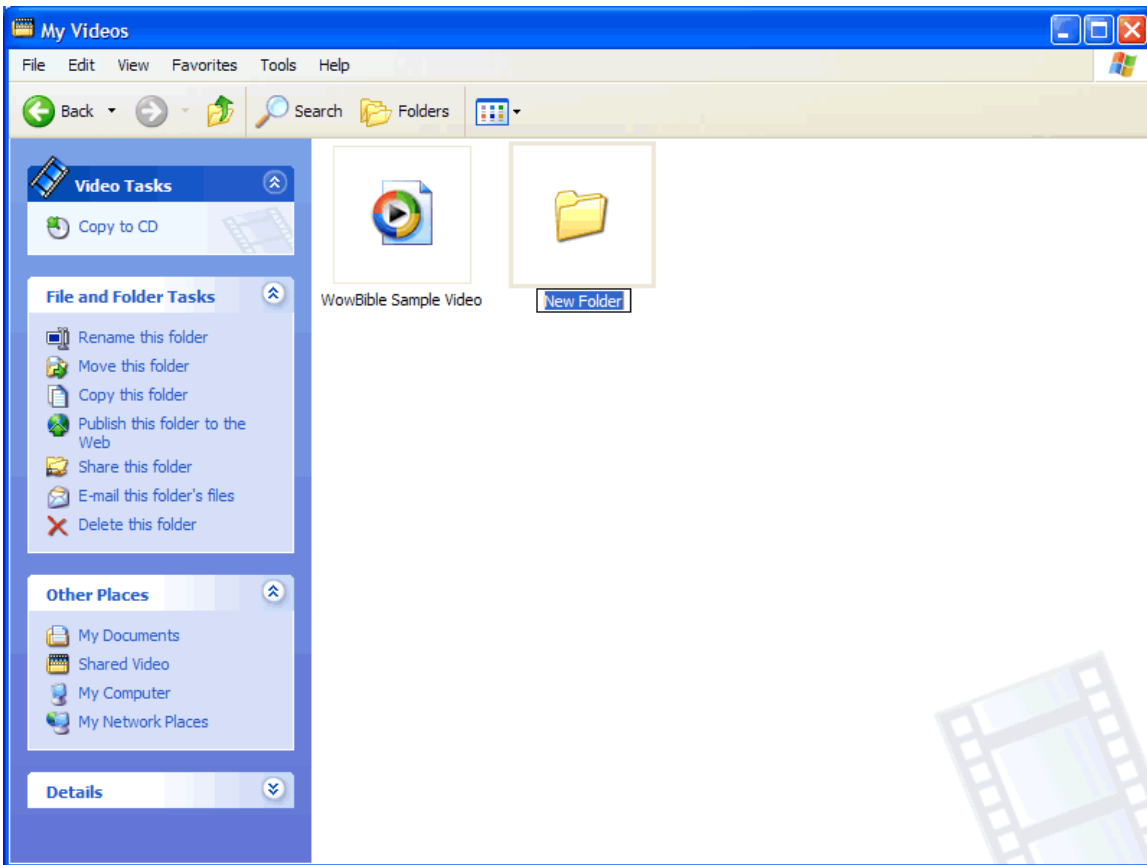 My Videos
File Edit View Favorites Tools Help
Back Search Folders
Video Tasks
Copy to CD
File and Folder Tasks
Rename this folder
Move this folder
Copy this folder
Publish this folder to the
Web
Share this folder
E-mail this folder's files
Delete this folder
Other Places
My Documents
Shared Video
My Computer
My Network Places
Details
WowBible Sample Video
New Folder